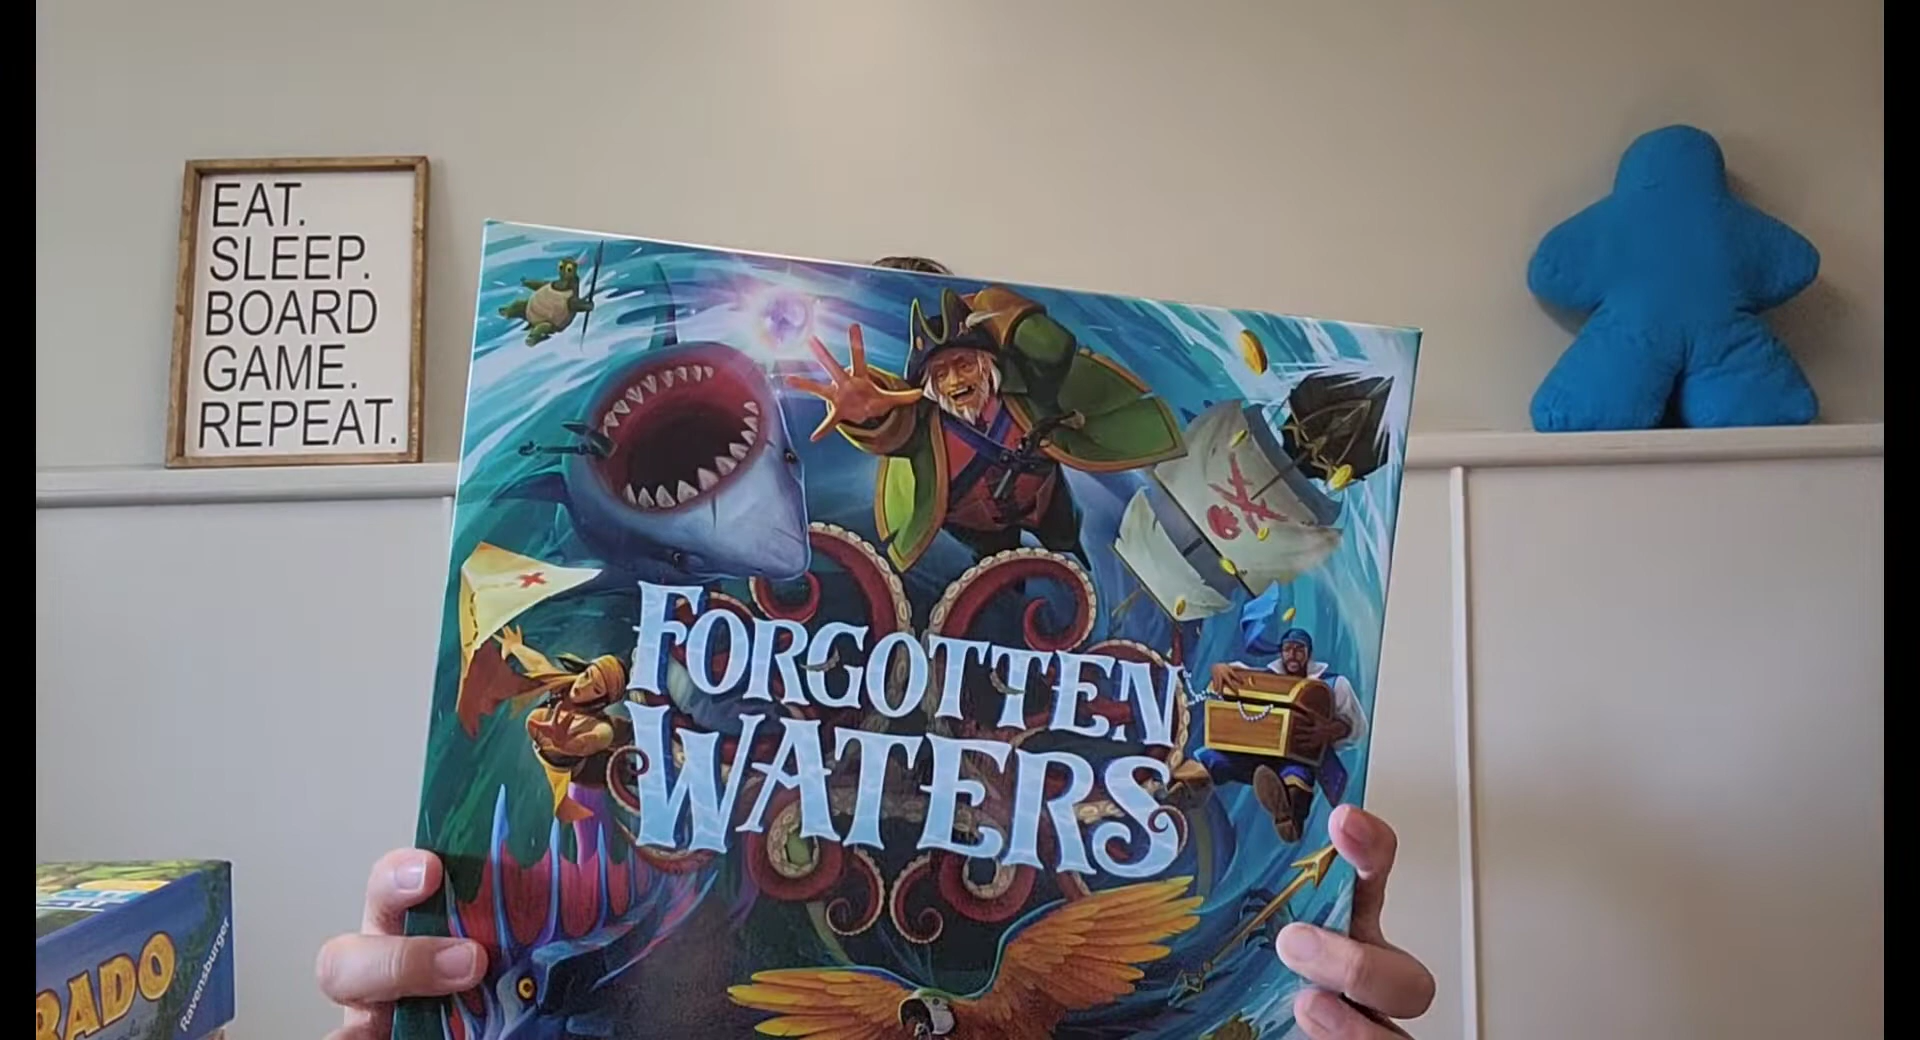 EAT.
SLEEP.
BOARD
GAME.
REPEAT.
FORGOTTEN
WATERS
RADO
Ravensburger